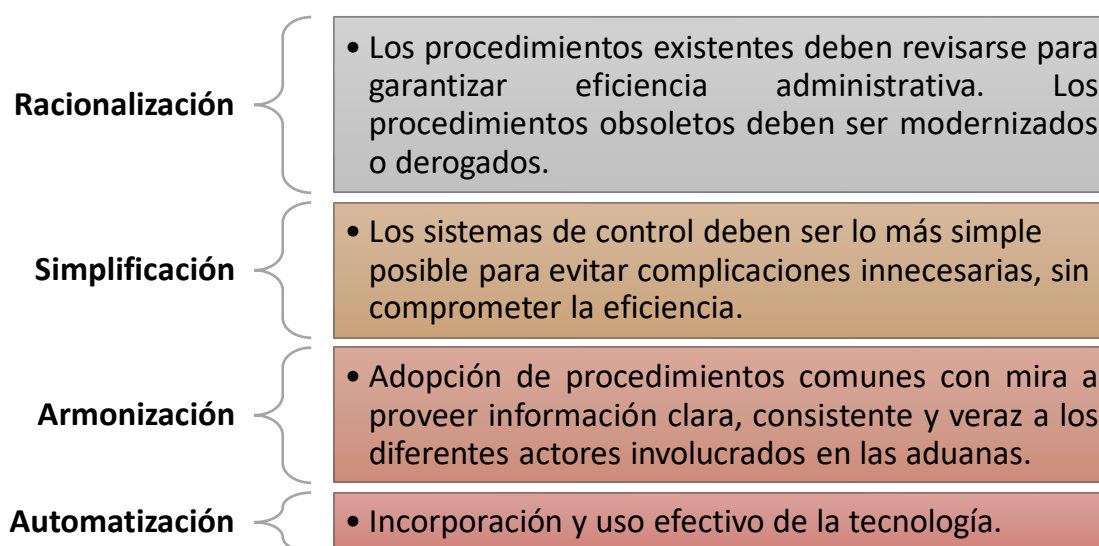 Racionalización
• Los procedimientos existentes deben revisarse para
garantizar eficiencia administrativa. Los
procedimientos obsoletos deben ser modernizados
o derogados.
Simplificación
• Los sistemas de control deben ser lo más simple
posible para evitar complicaciones innecesarias, sin
comprometer la eficiencia.
Armonización
• Adopción de procedimientos comunes con mira a
proveer información clara, consistente y veraz a los
diferentes actores involucrados en las aduanas.
Automatización
• Incorporación y uso efectivo de la tecnología.